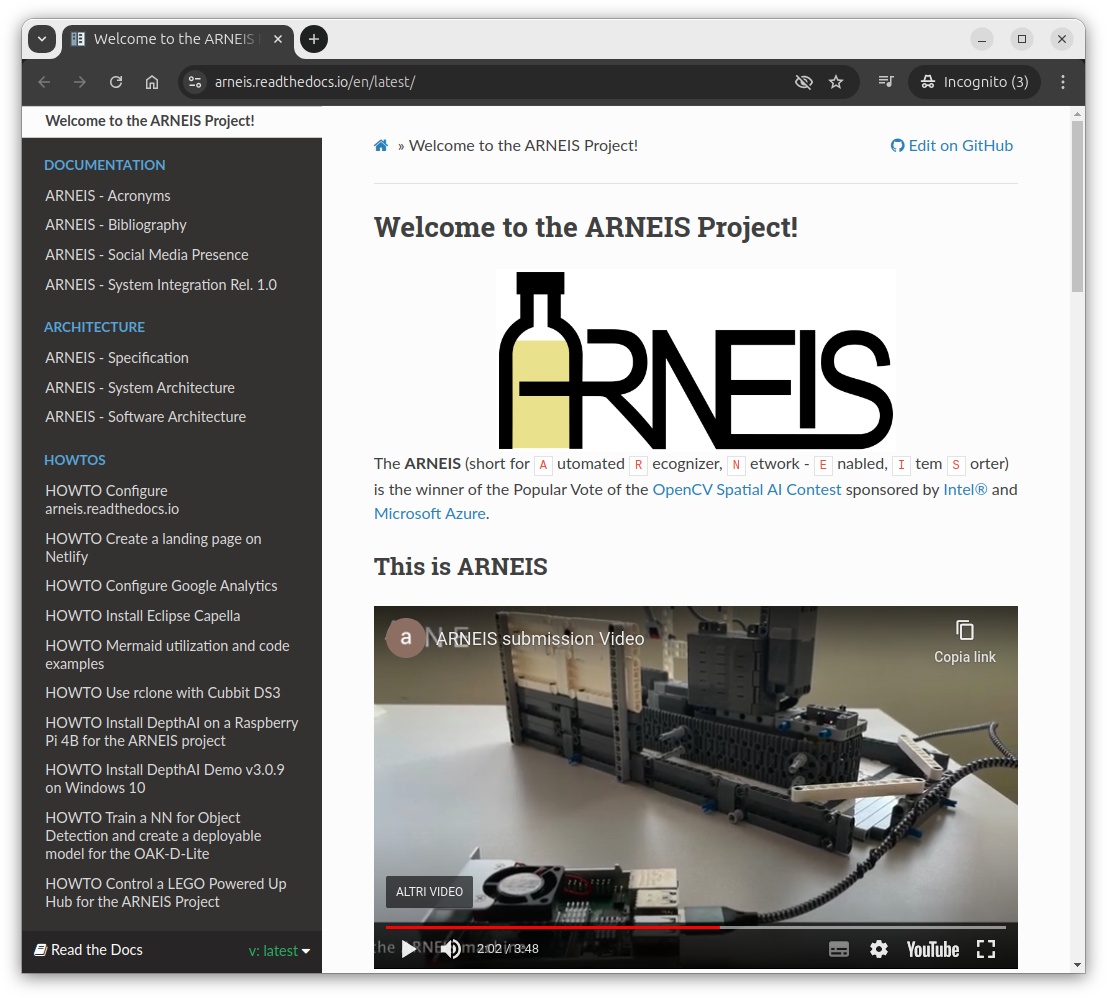 Welcome to the ARNEIS
arneis.readthedocs.io/en/latest/
Incognito (3)
Welcome to the ARNEIS Project!
DOCUMENTATION
ARNEIS - Acronyms
ARNEIS - Bibliography
ARNEIS - Social Media Presence
ARNEIS - System Integration Rel. 1.0
ARCHITECTURE
ARNEIS - Specification
ARNEIS - System Architecture
ARNEIS - Software Architecture
HOWTOS
HOWTO Configure
arneis.readthedocs.io
HOWTO Create a landing page on
Netlify
HOWTO Configure Google Analytics
HOWTO Install Eclipse Capella
HOWTO Mermaid utilization and code
examples
HOWTO Use rclone with Cubbit DS3
HOWTO Install DepthAI on a Raspberry
Pi 4B for the ARNEIS project
HOWTO Install DepthAI Demo v3.0.9
on Windows 10
HOWTO Train a NN for Object
Detection and create a deployable
model for the OAK-D-Lite
HOWTO Control a LEGO Powered Up
Hub for the ARNEIS Project
Read the Docs v: latest
» Welcome to the ARNEIS Project! Edit on GitHub
Welcome to the ARNEIS Project!
ARNEIS
The ARNEIS (short for A utomated R ecognizer, N etwork - E nabled, I tem S orter)
is the winner of the Popular Vote of the OpenCV Spatial AI Contest sponsored by Intel® and
Microsoft Azure.
This is ARNEIS
a ARNEIS submission Video
Copia link
ALTRI VIDEO
2:02 / 3:48 YouTube